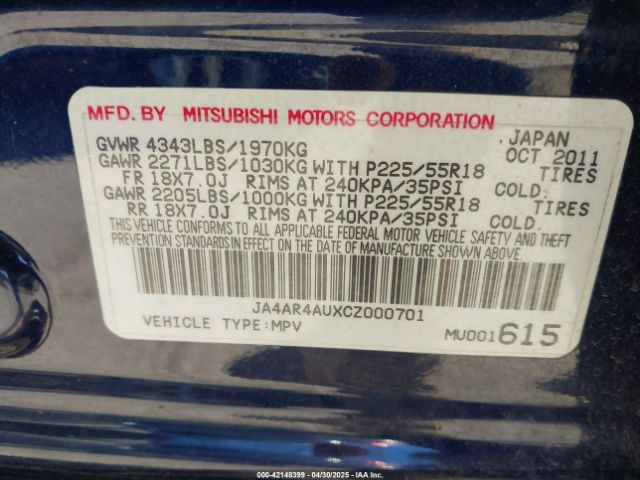 MFD. BY MITSUBISHI MOTORS CORPORATION
JAPAN
GVWR 4343LBS/1970KG OCT 2011
GAWR 2271LBS/1030KG WITH P225/55R18 TIRES
FR 18X7.0J RIMS AT 240KPA/35PSI COLD.
GAWR 2205LBS/1000KG WITH P225/55R18 TIRES
RR 18X7.0J RIMS AT 240KPA/35PSI COLD.
THIS VEHICLE CONFORMS TO ALL APPLICABLE FEDERAL MOTOR VEHICLE SAFETY AND THEFT
PREVENTION STANDARDS IN EFFECT ON THE DATE OF MANUFACTURE SHOWN ABOVE.
JA4AR4AUXCZ000701
VEHICLE TYPE:MPV MU001615
© IAA ID: 42148399 - 04/30/2025 - IAAI.COM